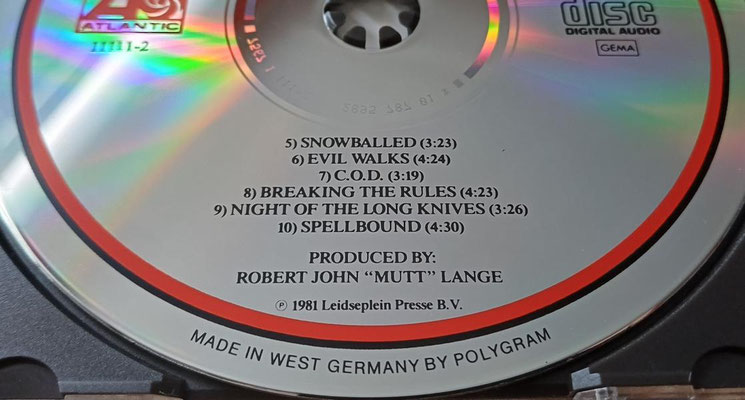 ATLANTIC
11111-2
disc
DIGITAL AUDIO
GEMA
5) SNOWBALLED (3:23)
6) EVIL WALKS (4:24)
7) C.O.D. (3:19)
8) BREAKING THE RULES (4:23)
9) NIGHT OF THE LONG KNIVES (3:26)
10) SPELLBOUND (4:30)
PRODUCED BY:
ROBERT JOHN “MUTT” LANGE
Ⓟ 1981 Leidseplein Presse B.V.
MADE IN WEST GERMANY BY POLYGRAM